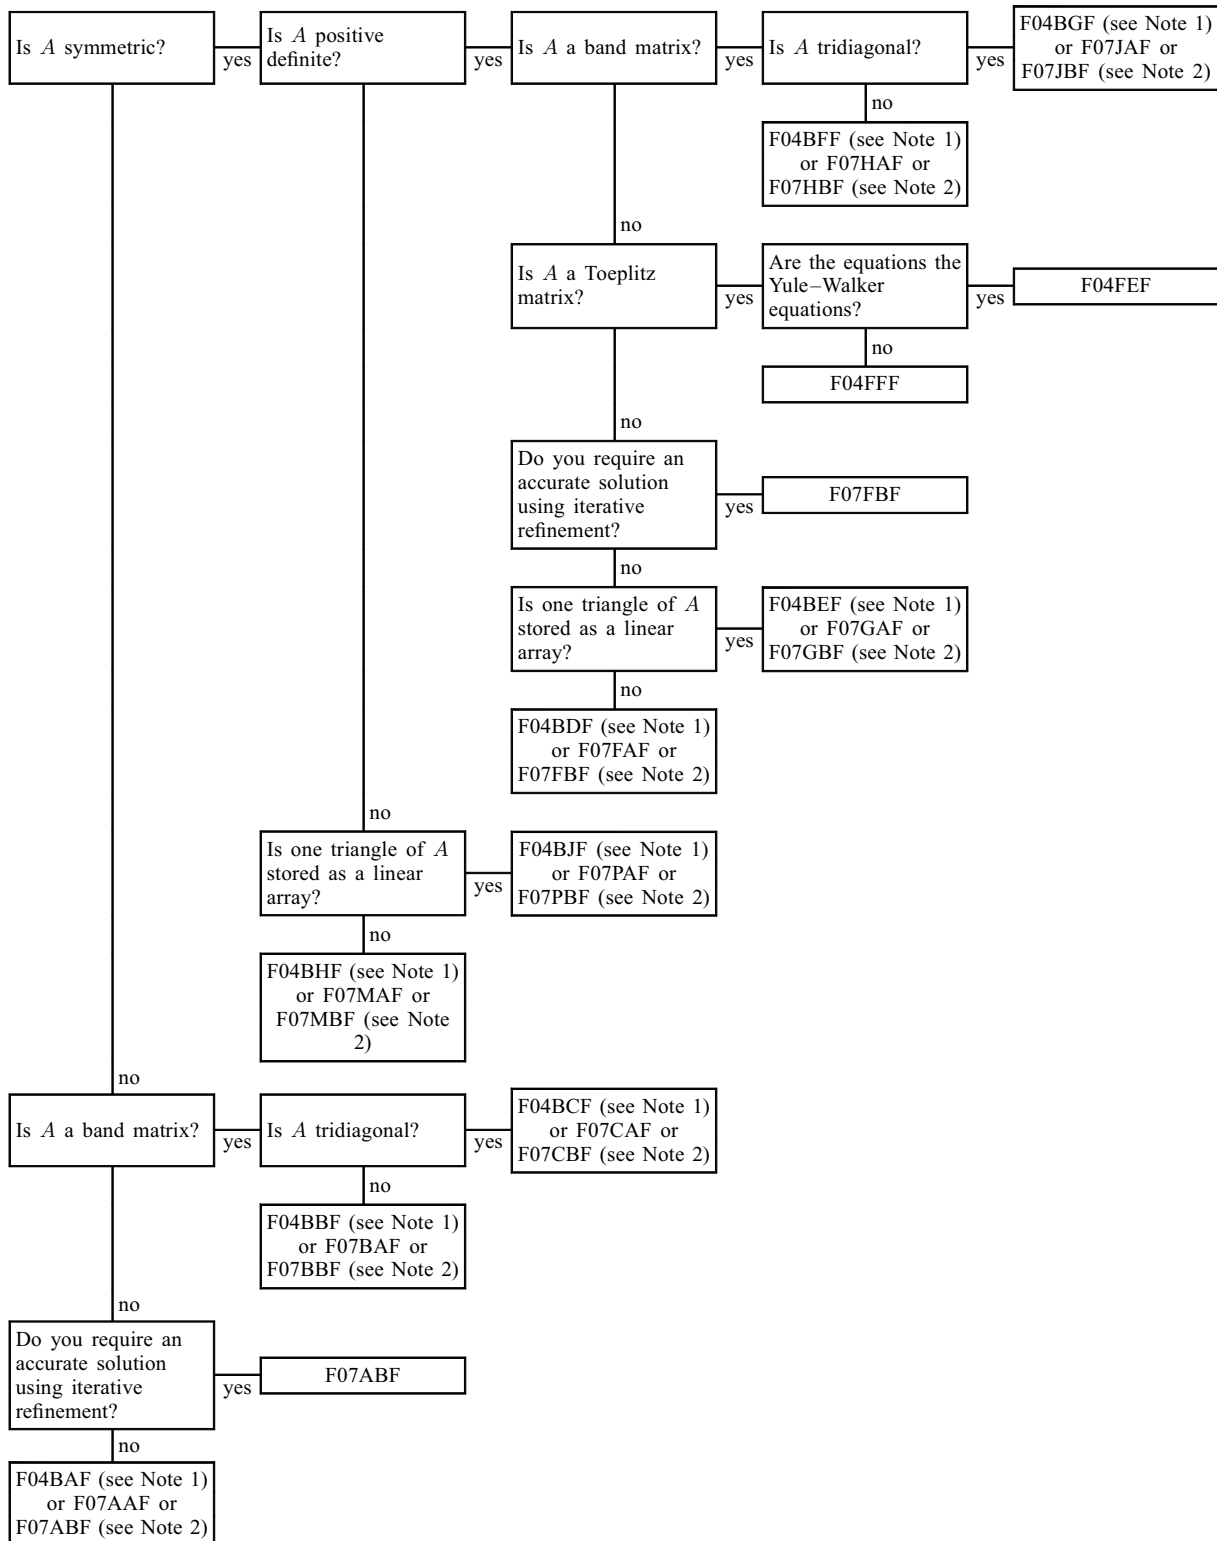 Is A symmetric?
yes
Is A positive
definite?
yes
Is A a band matrix?
yes
Is A tridiagonal?
yes
F04BGF (see Note 1)
or F07JAF or
F07JBF (see Note 2)
no
F04BFF (see Note 1)
or F07HAF or
F07HBF (see Note 2)
no
Is A a Toeplitz
matrix?
yes
Are the equations the
Yule–Walker
equations?
yes
F04FEF
no
F04FFF
no
Do you require an
accurate solution
using iterative
refinement?
yes
F07FBF
no
Is one triangle of A
stored as a linear
array?
yes
F04BEF (see Note 1)
or F07GAF or
F07GBF (see Note 2)
no
F04BDF (see Note 1)
or F07FAF or
F07FBF (see Note 2)
no
Is one triangle of A
stored as a linear
array?
yes
F04BJF (see Note 1)
or F07PAF or
F07PBF (see Note 2)
no
F04BHF (see Note 1)
or F07MAF or
F07MBF (see Note
2)
no
Is A a band matrix?
yes
Is A tridiagonal?
yes
F04BCF (see Note 1)
or F07CAF or
F07CBF (see Note 2)
no
F04BBF (see Note 1)
or F07BAF or
F07BBF (see Note 2)
no
Do you require an
accurate solution
using iterative
refinement?
yes
F07ABF
no
F04BAF (see Note 1)
or F07AAF or
F07ABF (see Note 2)